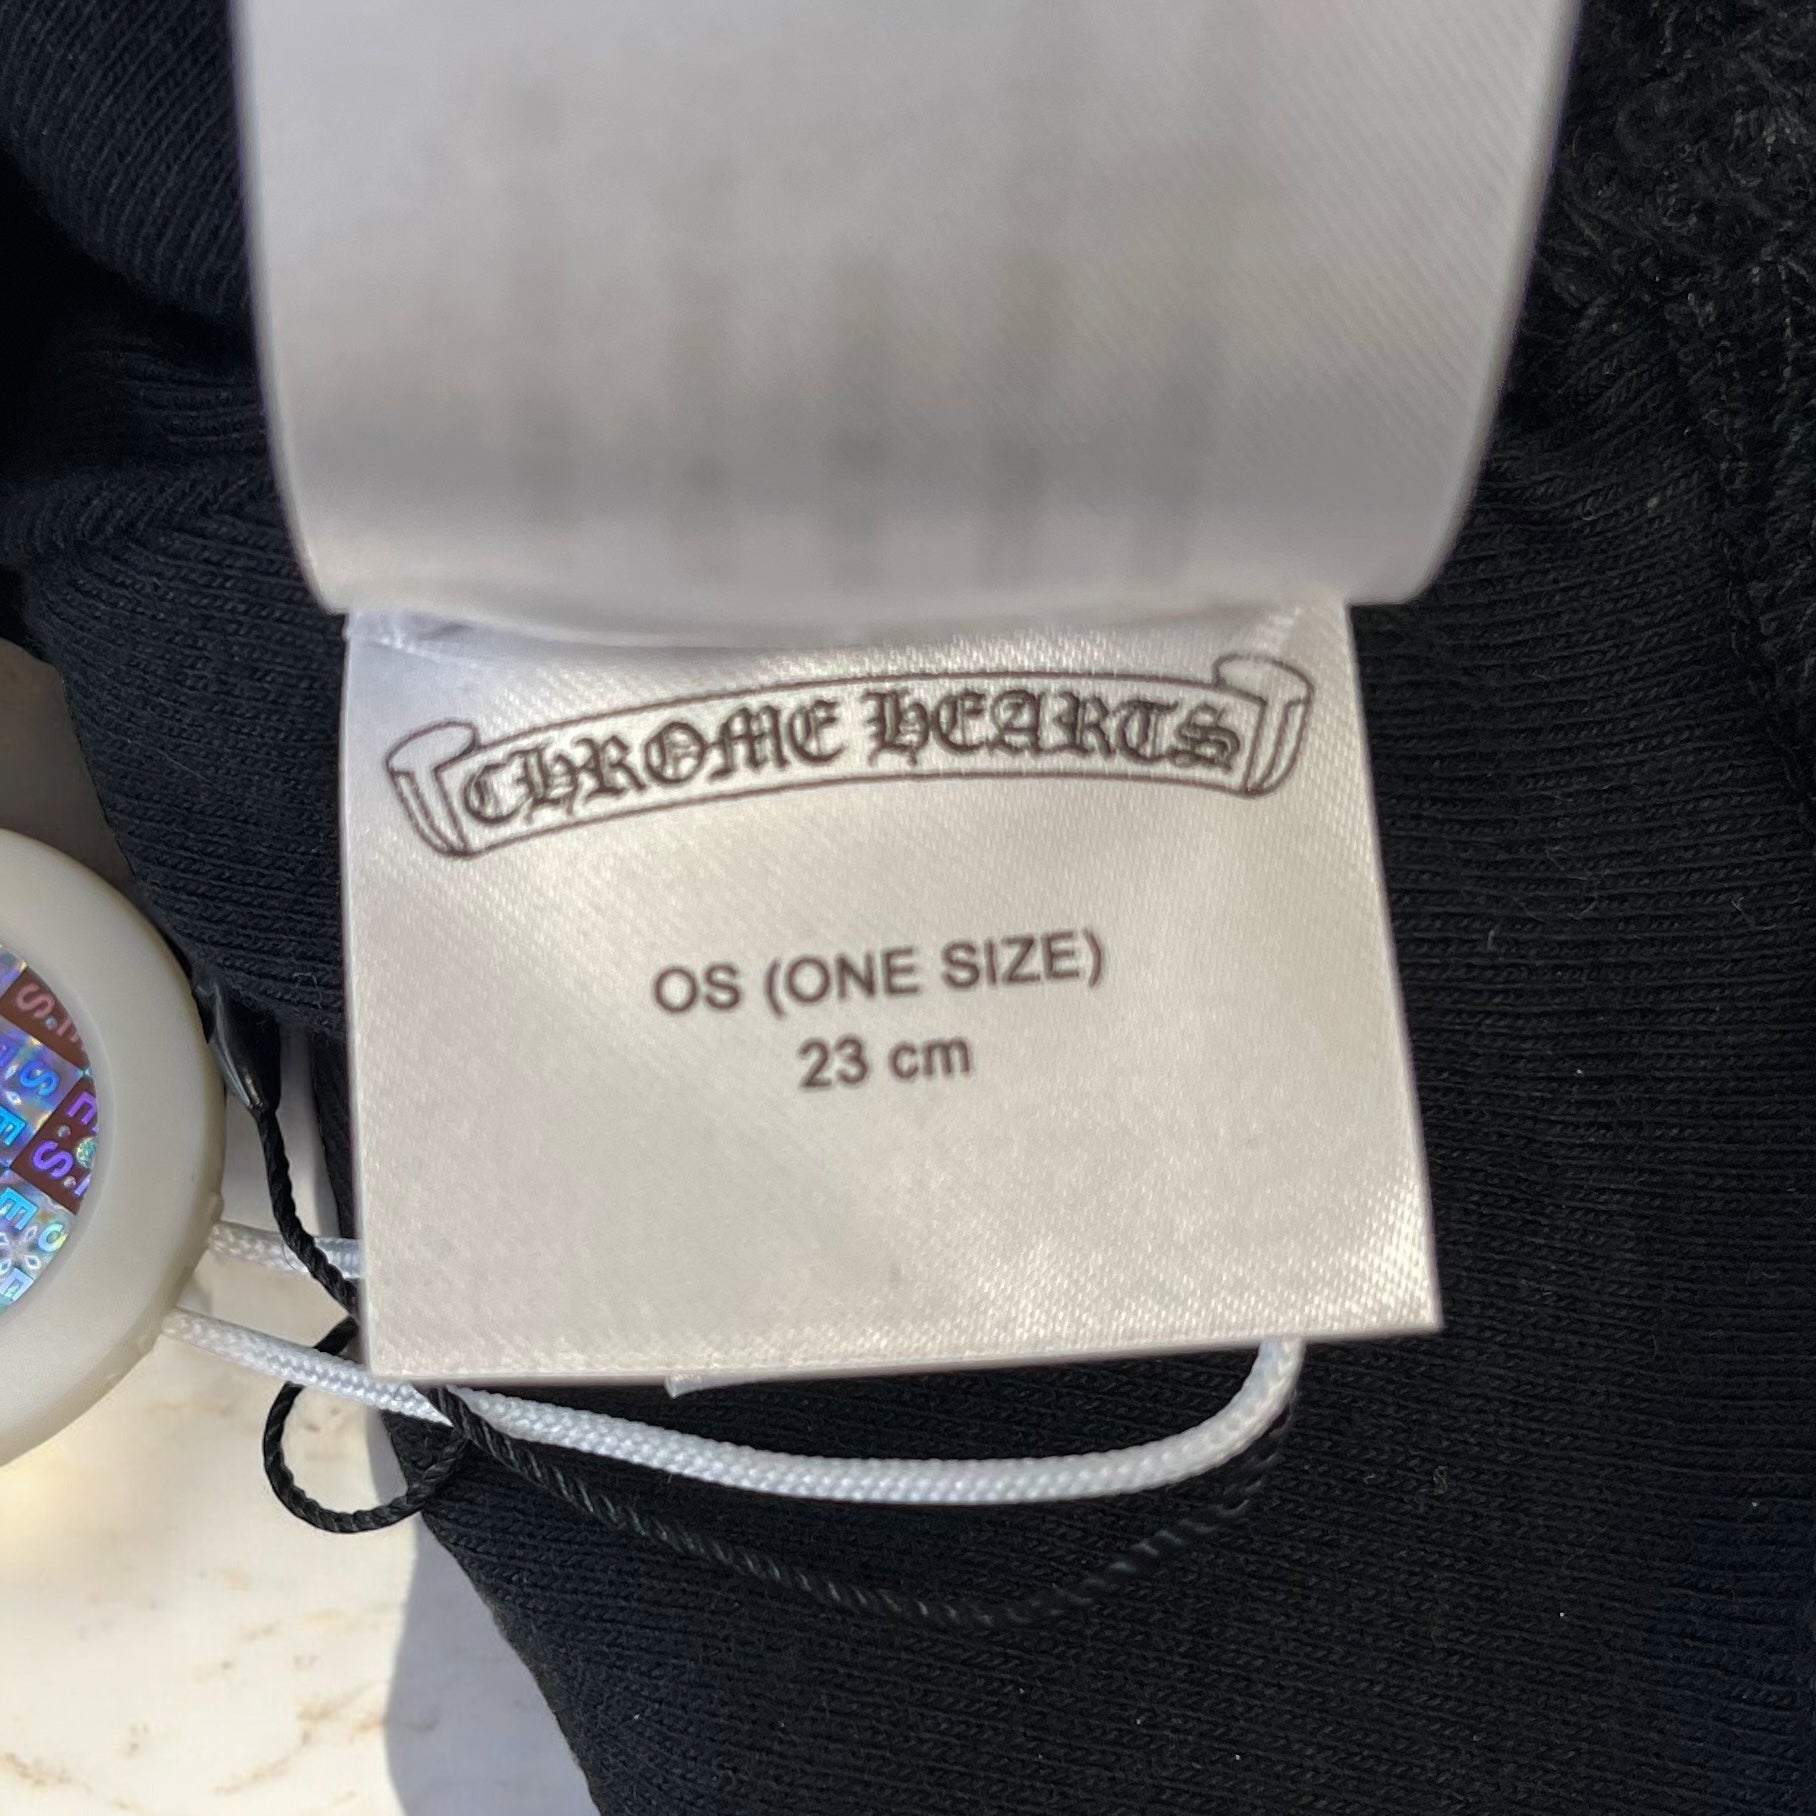 CHROME HEARTS
OS (ONE SIZE)
23 cm